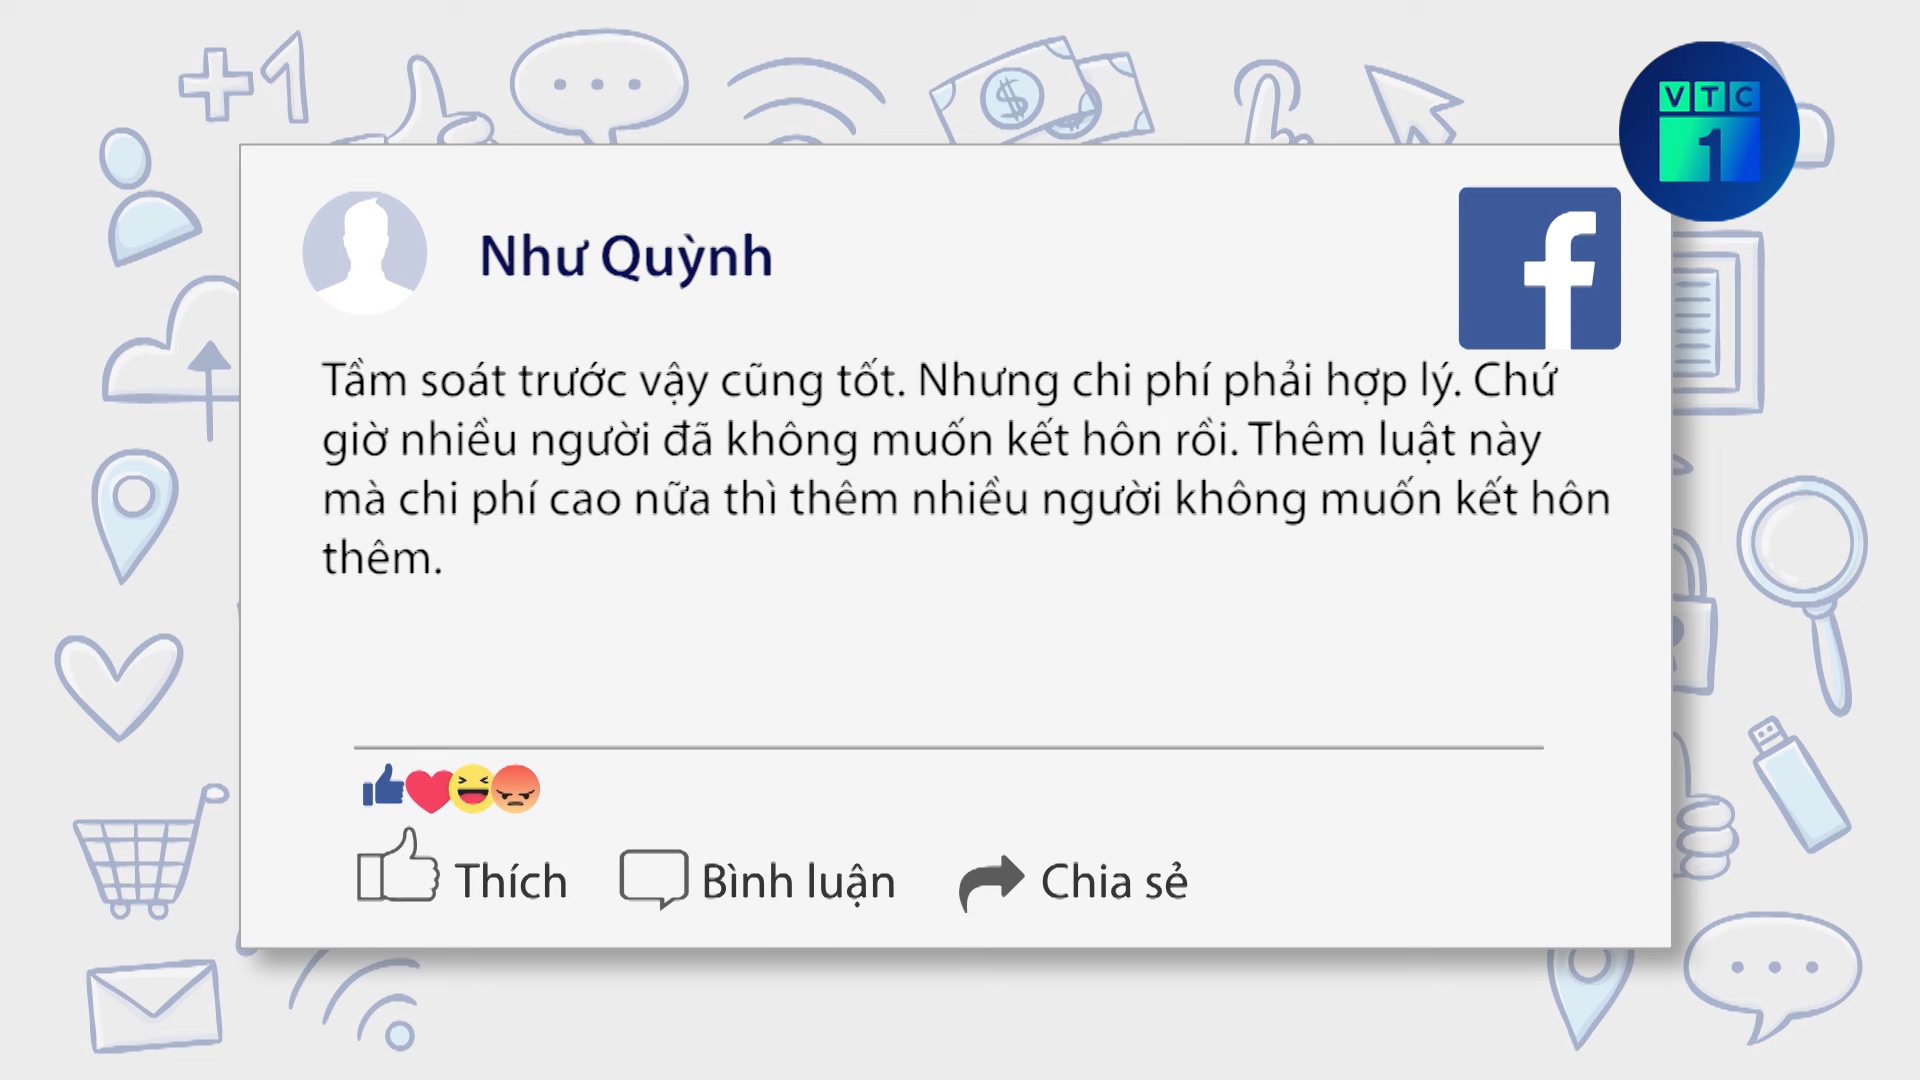 +1
VTC
1
Như Quỳnh
Tầm soát trước vậy cũng tốt. Nhưng chi phí phải hợp lý. Chứ
giờ nhiều người đã không muốn kết hôn rồi. Thêm luật này
mà chi phí cao nữa thì thêm nhiều người không muốn kết hôn
thêm.
Thích
Bình luận
Chia sẻ